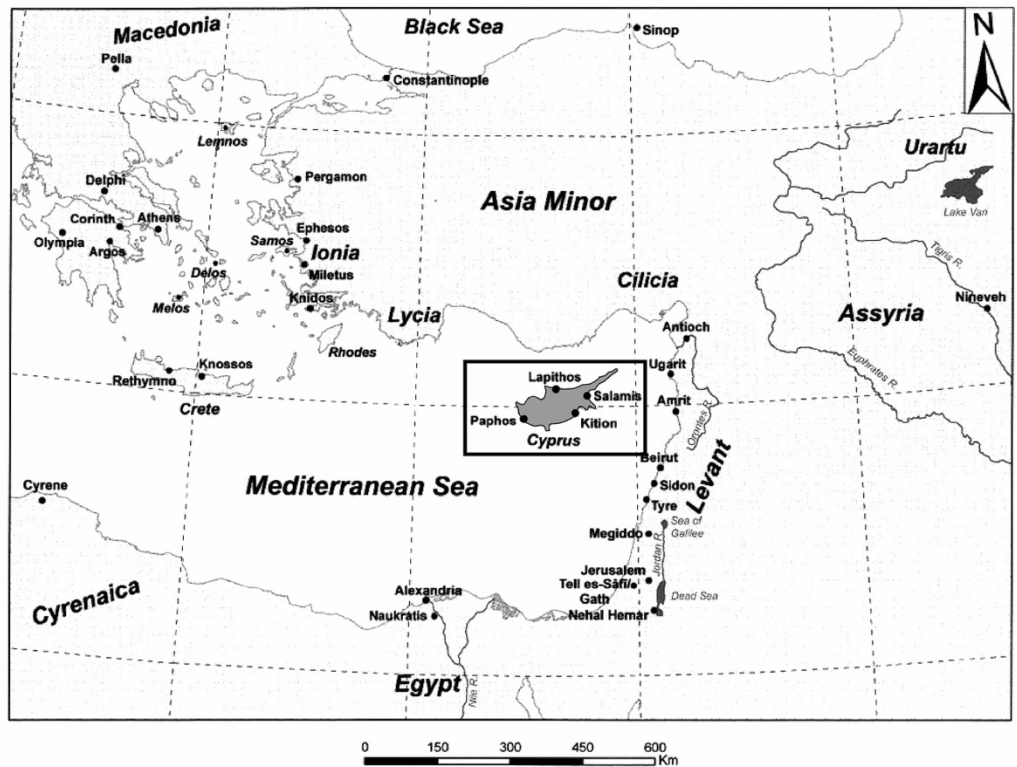 Macedonia
Black Sea
Sinop
N
Pella
Constantinople
Lemnos
Urartu
Lake Van
Pergamon
Delphi
Asia Minor
Corinth
Athens
Ephesos
Olympia
Argos
Samos
Ionia
Delos
Miletus
Tigris R.
Melos
Knidos
Cilicia
Nineveh
Lycia
Assyria
Antioch
Rhodes
Knossos
Rethymno
Ugarit
Euphrates R.
Crete
Lapithos
Salamis
Amrit
Orontes R.
Paphos
Kition
Cyprus
Beirut
Levant
Cyrene
Mediterranean Sea
Sidon
Tyre
Sea of
Galilee
Megiddo
Jordan R.
Jerusalem
Tell es-Sâfi/
Gath
Dead Sea
Cyrenaica
Alexandria
Naukratis
Nehal Hemar
Egypt
Nile R.
0 150 300 450 600
Km